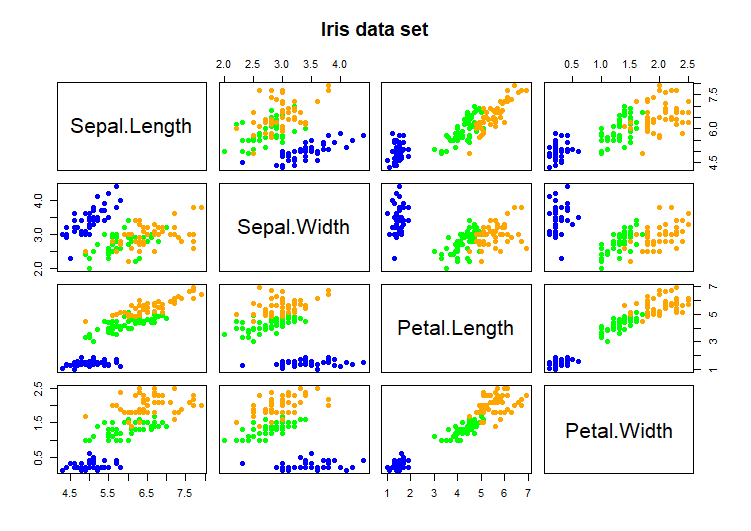 Iris data set
2.0 2.5 3.0 3.5 4.0
0.5 1.0 1.5 2.0 2.5
Sepal.Length
4.5 6.0 7.5
2.0 3.0 4.0
Sepal.Width
Petal.Length
1 3 5 7
0.5 1.5 2.5
Petal.Width
4.5 5.5 6.5 7.5
1 2 3 4 5 6 7